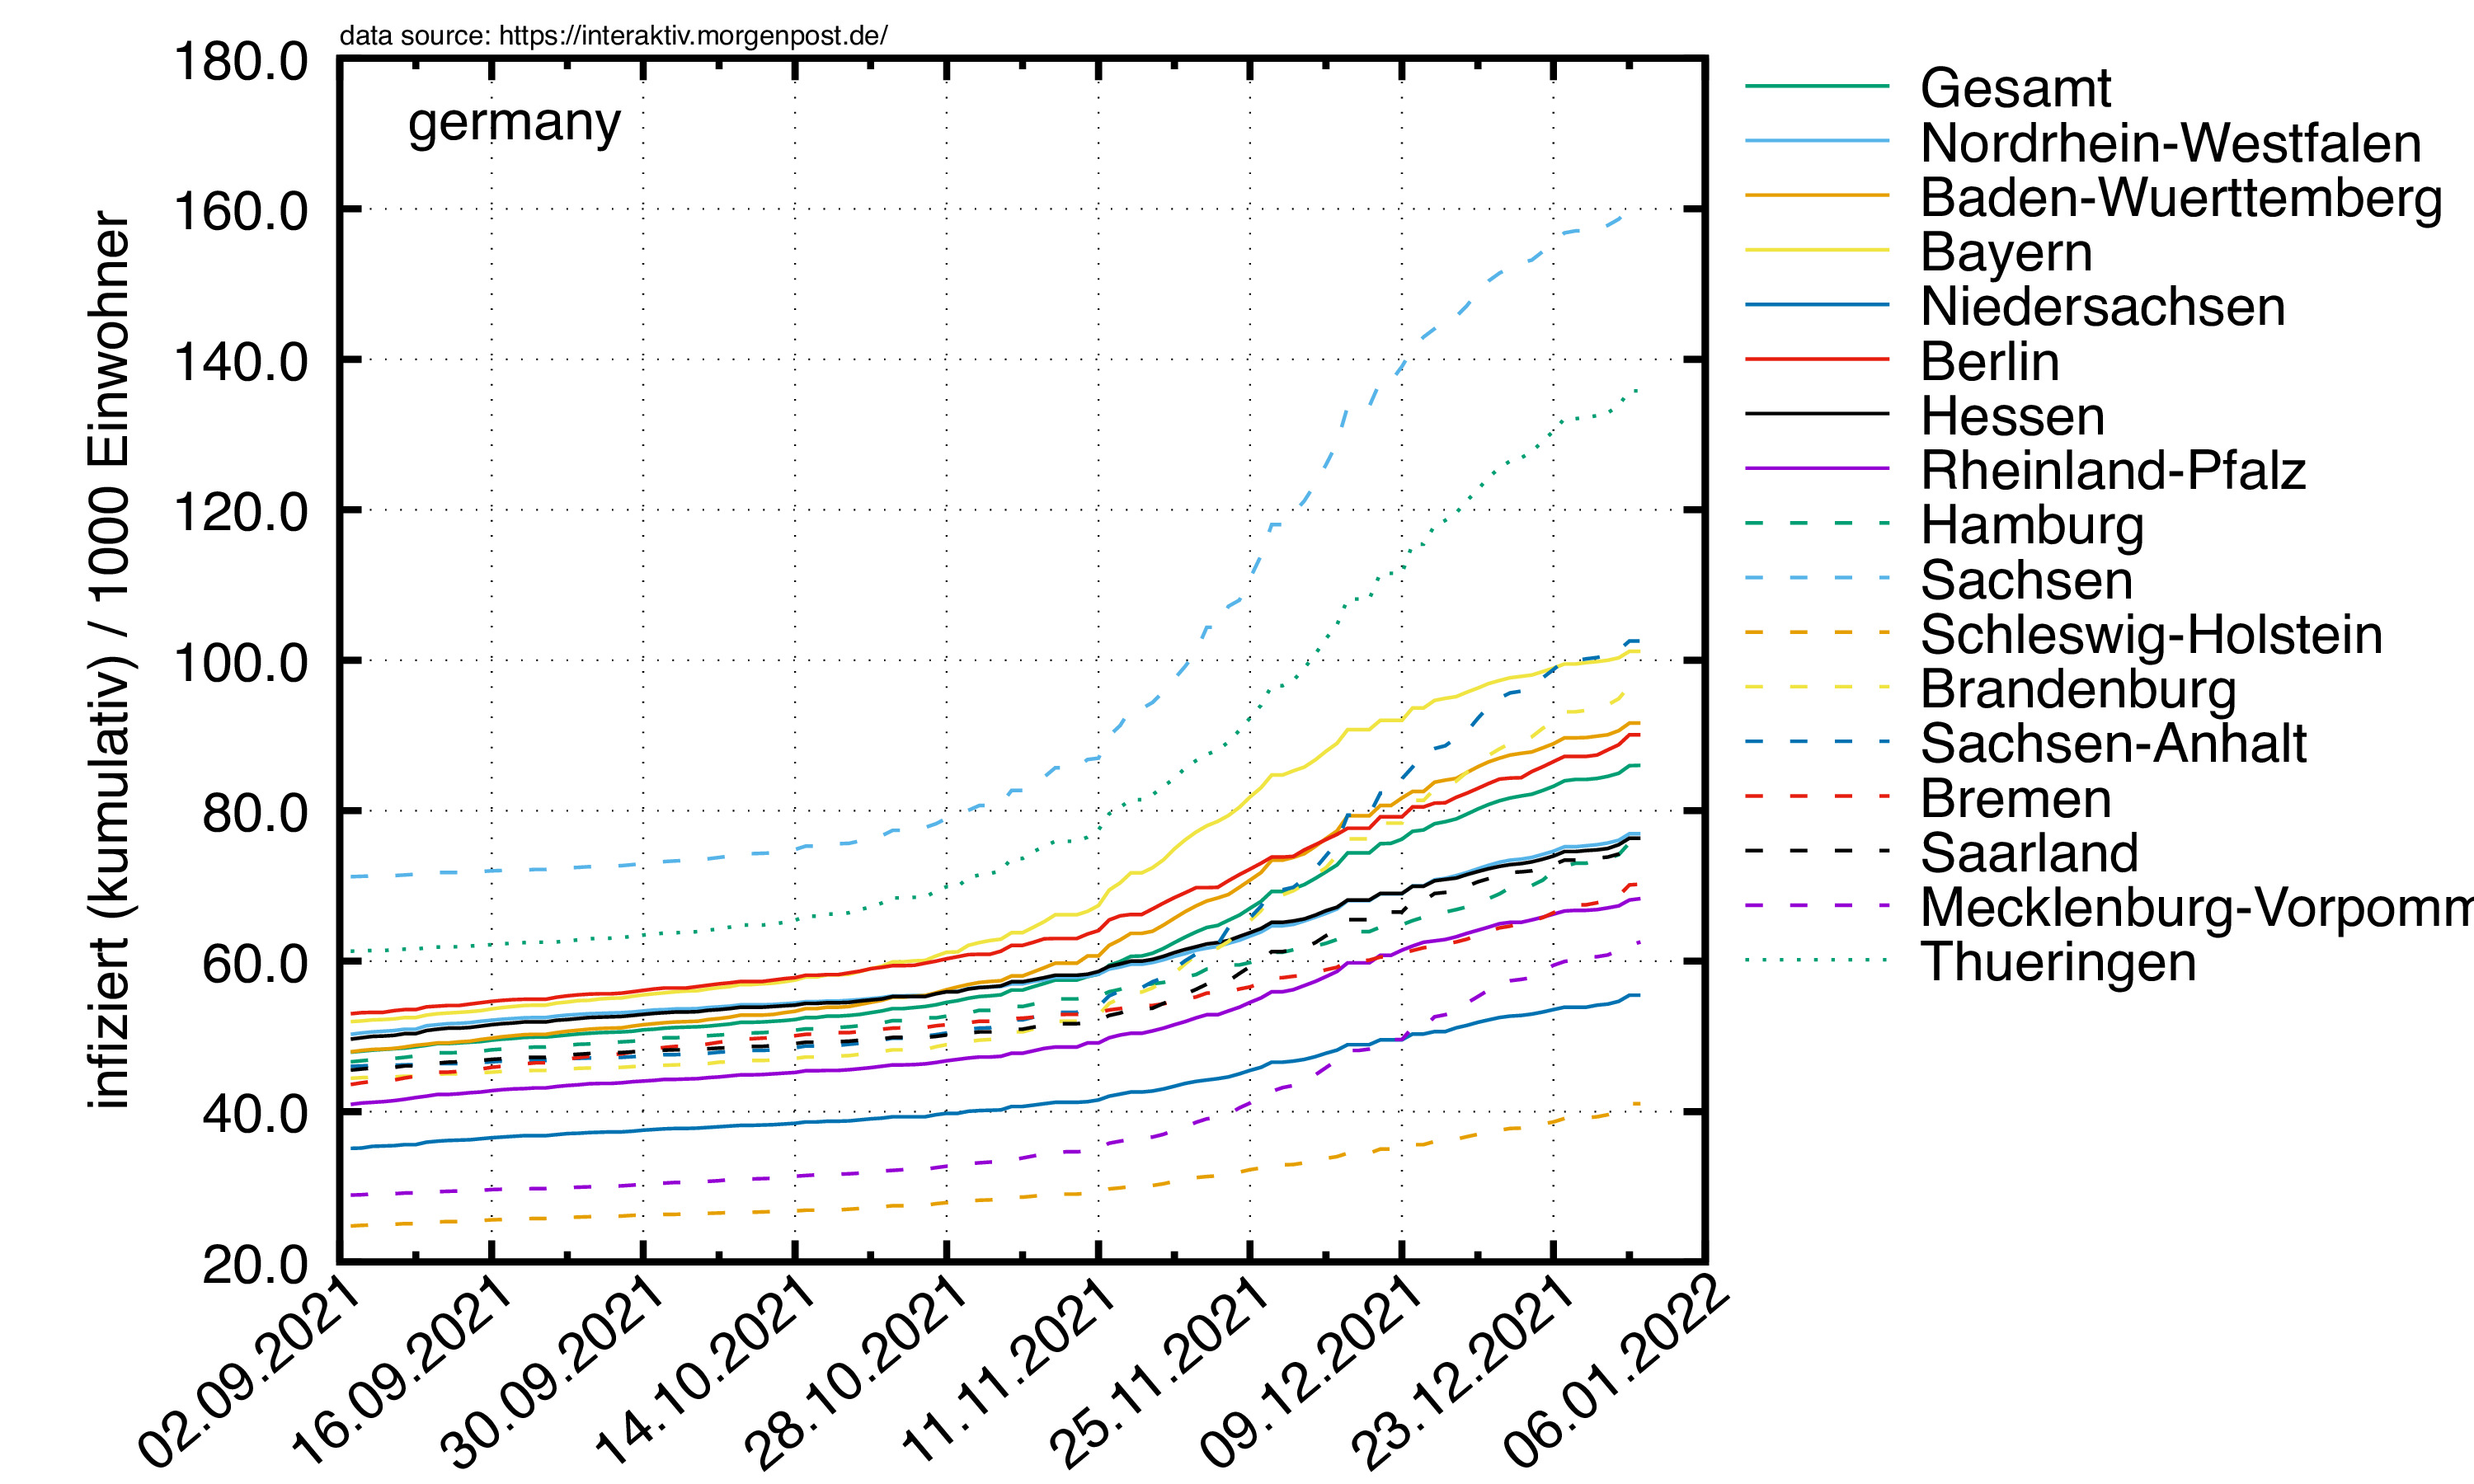 data source: https://interaktiv.morgenpost.de/
180.0
160.0
140.0
120.0
100.0
80.0
60.0
40.0
20.0
infiziert (kumulativ) / 1000 Einwohner
germany
02.09.2021
16.09.2021
30.09.2021
14.10.2021
28.10.2021
11.11.2021
25.11.2021
09.12.2021
23.12.2021
06.01.2022
Gesamt
Nordrhein-Westfalen
Baden-Wuerttemberg
Bayern
Niedersachsen
Berlin
Hessen
Rheinland-Pfalz
Hamburg
Sachsen
Schleswig-Holstein
Brandenburg
Sachsen-Anhalt
Bremen
Saarland
Mecklenburg-Vorpomm
Thueringen